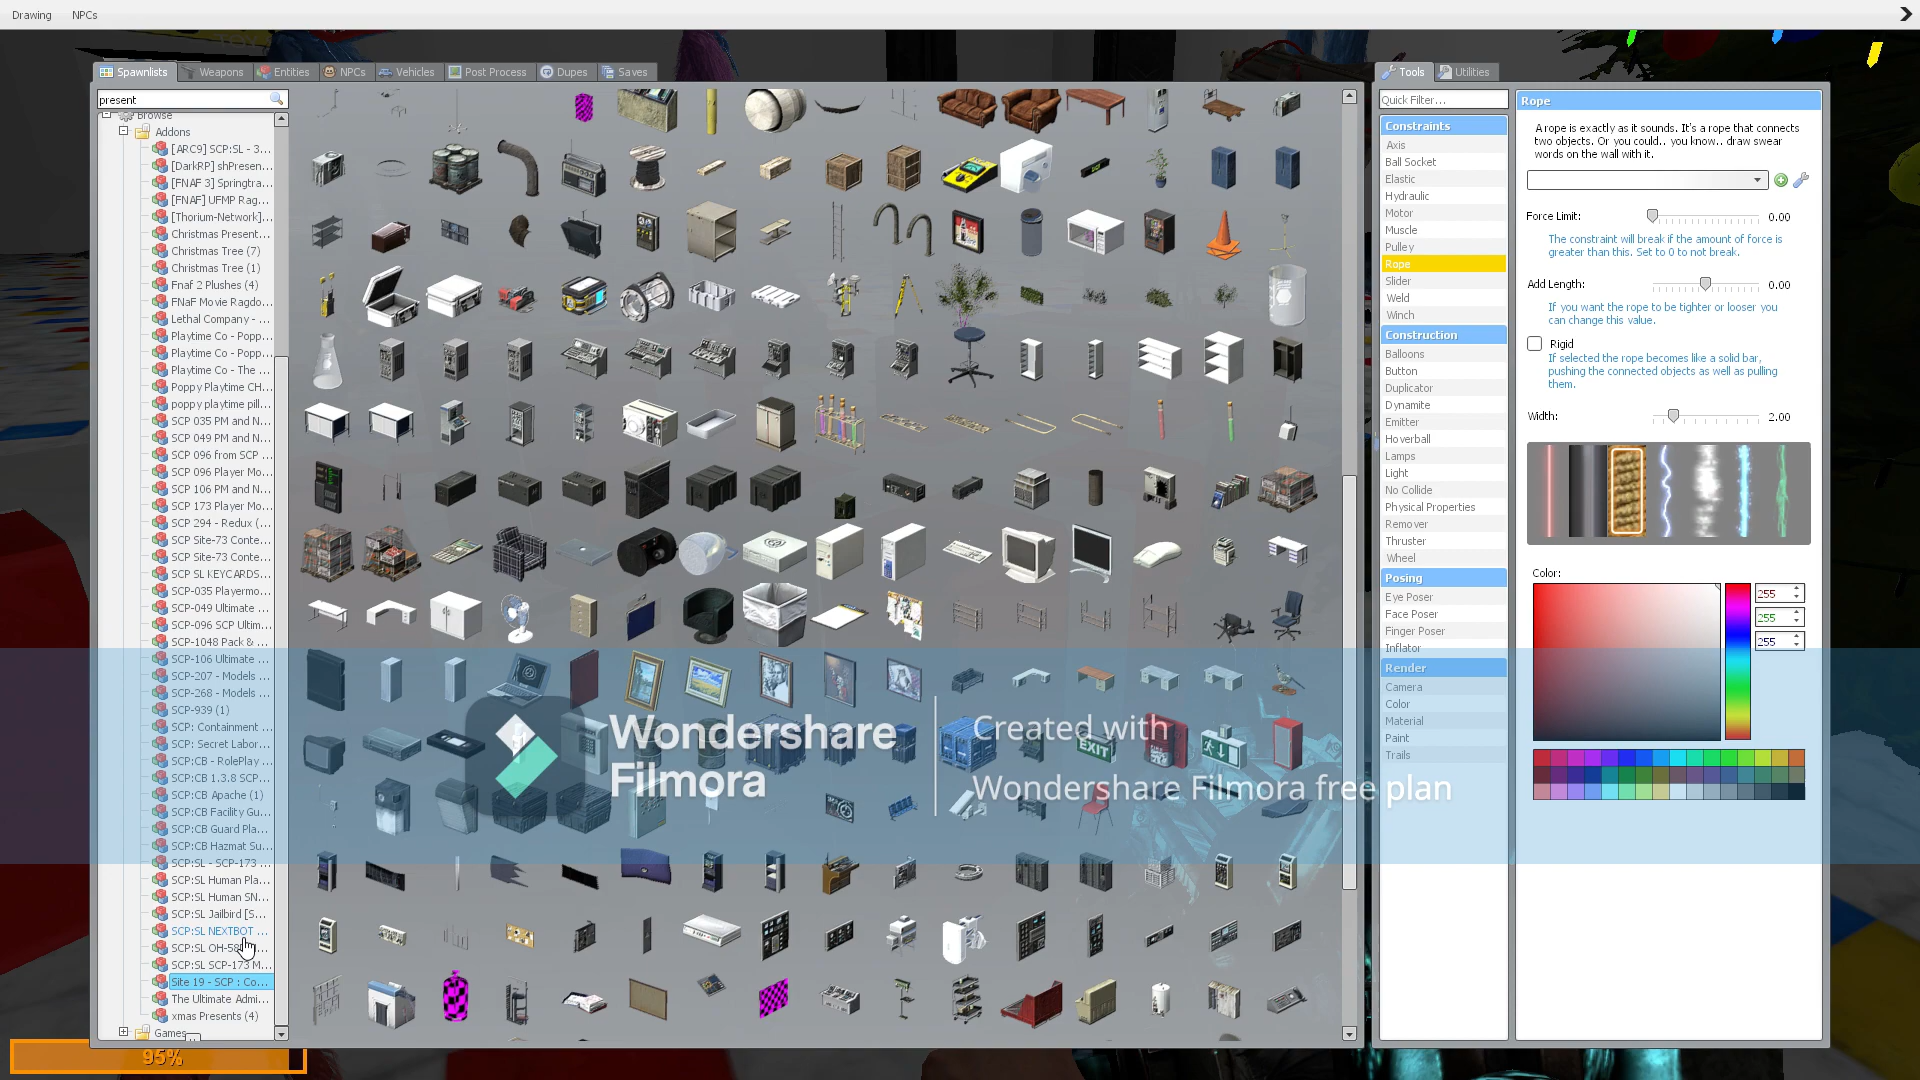 Drawing NPCs
Spawnlists Weapons Entities NPCs Vehicles Post Process Dupes Saves
present
Browse
Addons
[ARC9] SCP:SL - 3...
[DarkRP] shPresen...
[FNAF 3] Springtra...
[FNAF] UFMP Rag...
[Thorium-Network]...
Christmas Present...
Christmas Tree (7)
Christmas Tree (1)
Fnaf 2 Plushes (4)
FNaF Movie Ragdo...
Lethal Company - ...
Playtime Co - Popp...
Playtime Co - Popp...
Playtime Co - The ...
Poppy Playtime CH...
poppy playtime pill...
SCP 035 PM and N...
SCP 049 PM and N...
SCP 096 from SCP ...
SCP 096 Player Mo...
SCP 106 PM and N...
SCP 173 Player Mo...
SCP 294 - Redux (...
SCP Site-73 Conte...
SCP Site-73 Conte...
SCP SL KEYCARDS...
SCP-035 Playermo...
SCP-049 Ultimate ...
SCP-096 SCP Ultim...
SCP-1048 Pack & ...
SCP-106 Ultimate ...
SCP-207 - Models ...
SCP-268 - Models ...
SCP-939 (1)
SCP: Containment ...
SCP: Secret Labor...
SCP:CB - RolePlay ...
SCP:CB 1.3.8 SCP...
SCP:CB Apache (1)
SCP:CB Facility Gu...
SCP:CB Guard Pla...
SCP:CB Hazmat Su...
SCP:SL - SCP-173 ...
SCP:SL Human Pla...
SCP:SL Human SN...
SCP:SL Jailbird [S...
SCP:SL NEXTBOT ...
SCP:SL OH-58
SCP:SL SCP-173 M...
Site 19 - SCP : Co...
The Ultimate Admi...
xmas Presents (4)
Games
95%
EXIT
Wondershare
Filmora
Created with
Wondershare Filmora free plan
Tools Utilities
Quick Filter...
Constraints
Axis
Ball Socket
Elastic
Hydraulic
Motor
Muscle
Pulley
Rope
Slider
Weld
Winch
Construction
Balloons
Button
Duplicator
Dynamite
Emitter
Hoverball
Lamps
Light
No Collide
Physical Properties
Remover
Thruster
Wheel
Posing
Eye Poser
Face Poser
Finger Poser
Inflator
Render
Camera
Color
Material
Paint
Trails
Rope
A rope is exactly as it sounds. It's a rope that connects
two objects. Or you could.. you know.. draw swear
words on the wall with it.
Force Limit: 0.00
The constraint will break if the amount of force is
greater than this. Set to 0 to not break.
Add Length: 0.00
If you want the rope to be tighter or looser you
can change this value.
Rigid
If selected the rope becomes like a solid bar,
pushing the connected objects as well as pulling
them.
Width: 2.00
Color:
255
255
255